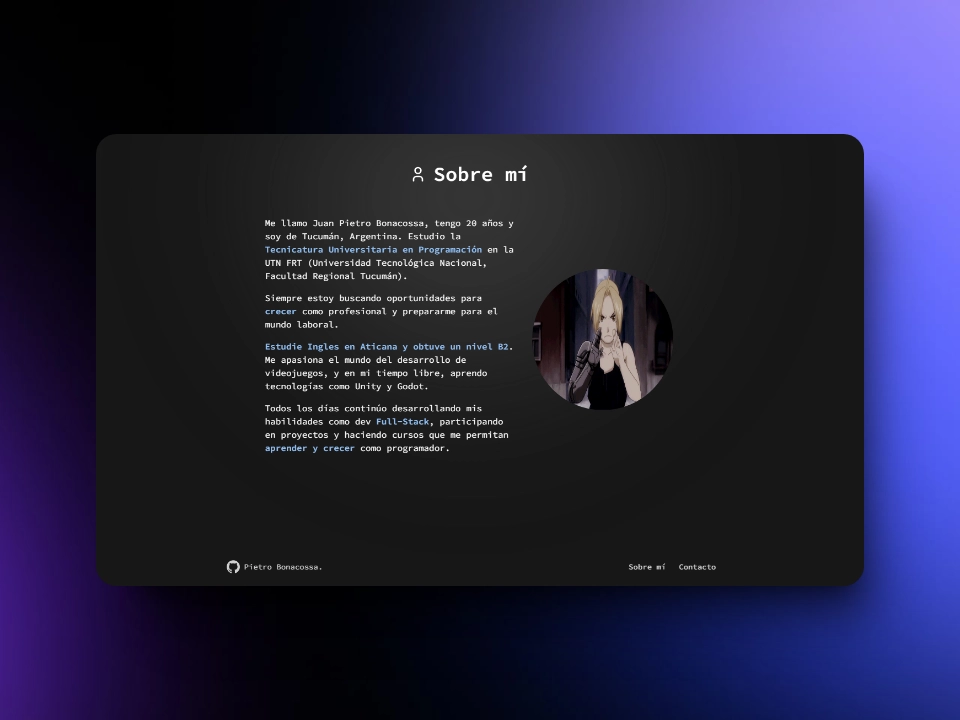 Sobre mí
Me llamo Juan Pietro Bonacossa, tengo 20 años y
soy de Tucumán, Argentina. Estudio la
Tecnicatura Universitaria en Programación en la
UTN FRT (Universidad Tecnológica Nacional,
Facultad Regional Tucumán).
Siempre estoy buscando oportunidades para
crecer como profesional y prepararme para el
mundo laboral.
Estudie Ingles en Aticana y obtuve un nivel B2.
Me apasiona el mundo del desarrollo de
videojuegos, y en mi tiempo libre, aprendo
tecnologías como Unity y Godot.
Todos los días continúo desarrollando mis
habilidades como dev Full-Stack, participando
en proyectos y haciendo cursos que me permitan
aprender y crecer como programador.
Pietro Bonacossa.
Sobre mí Contacto